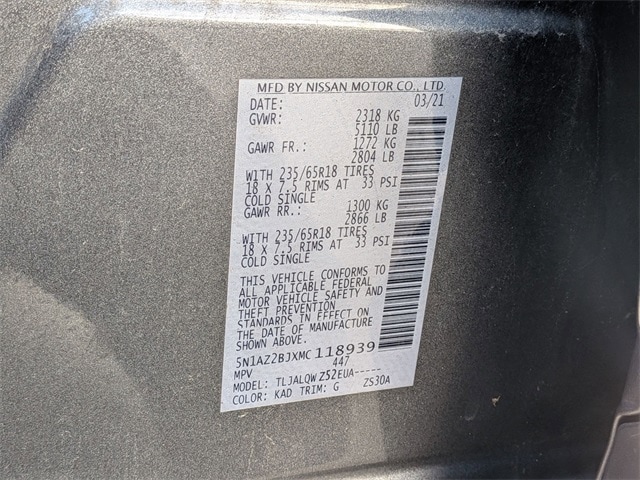 MFD BY NISSAN MOTOR CO., LTD.
DATE: 03/21
GVWR: 2318 KG
5110 LB
GAWR FR.: 1272 KG
2804 LB
WITH 235/65R18 TIRES
18 X 7.5 RIMS AT 33 PSI
COLD SINGLE
GAWR RR.: 1300 KG
2866 LB
WITH 235/65R18 TIRES
18 X 7.5 RIMS AT 33 PSI
COLD SINGLE
THIS VEHICLE CONFORMS TO
ALL APPLICABLE FEDERAL
MOTOR VEHICLE SAFETY AND
THEFT PREVENTION
STANDARDS IN EFFECT ON
THE DATE OF MANUFACTURE
SHOWN ABOVE.
5N1AZ2BJXMC118939
MPV 447
MODEL: TLJALQW Z52EUA-----
COLOR: KAD TRIM: G ZS30A